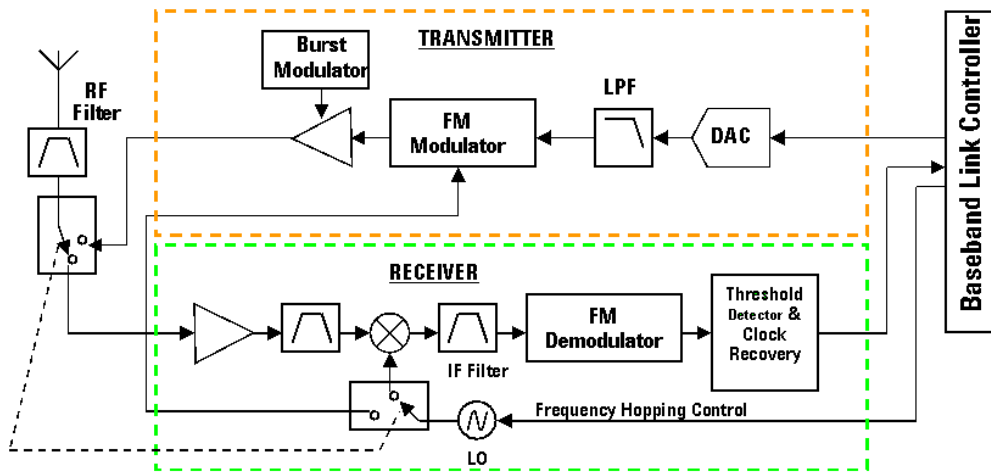 TRANSMITTER
Burst
Modulator
RF
Filter
LPF
FM
Modulator
DAC
Baseband Link Controller
RECEIVER
Threshold
Detector &
Clock
Recovery
FM
Demodulator
IF Filter
Frequency Hopping Control
LO